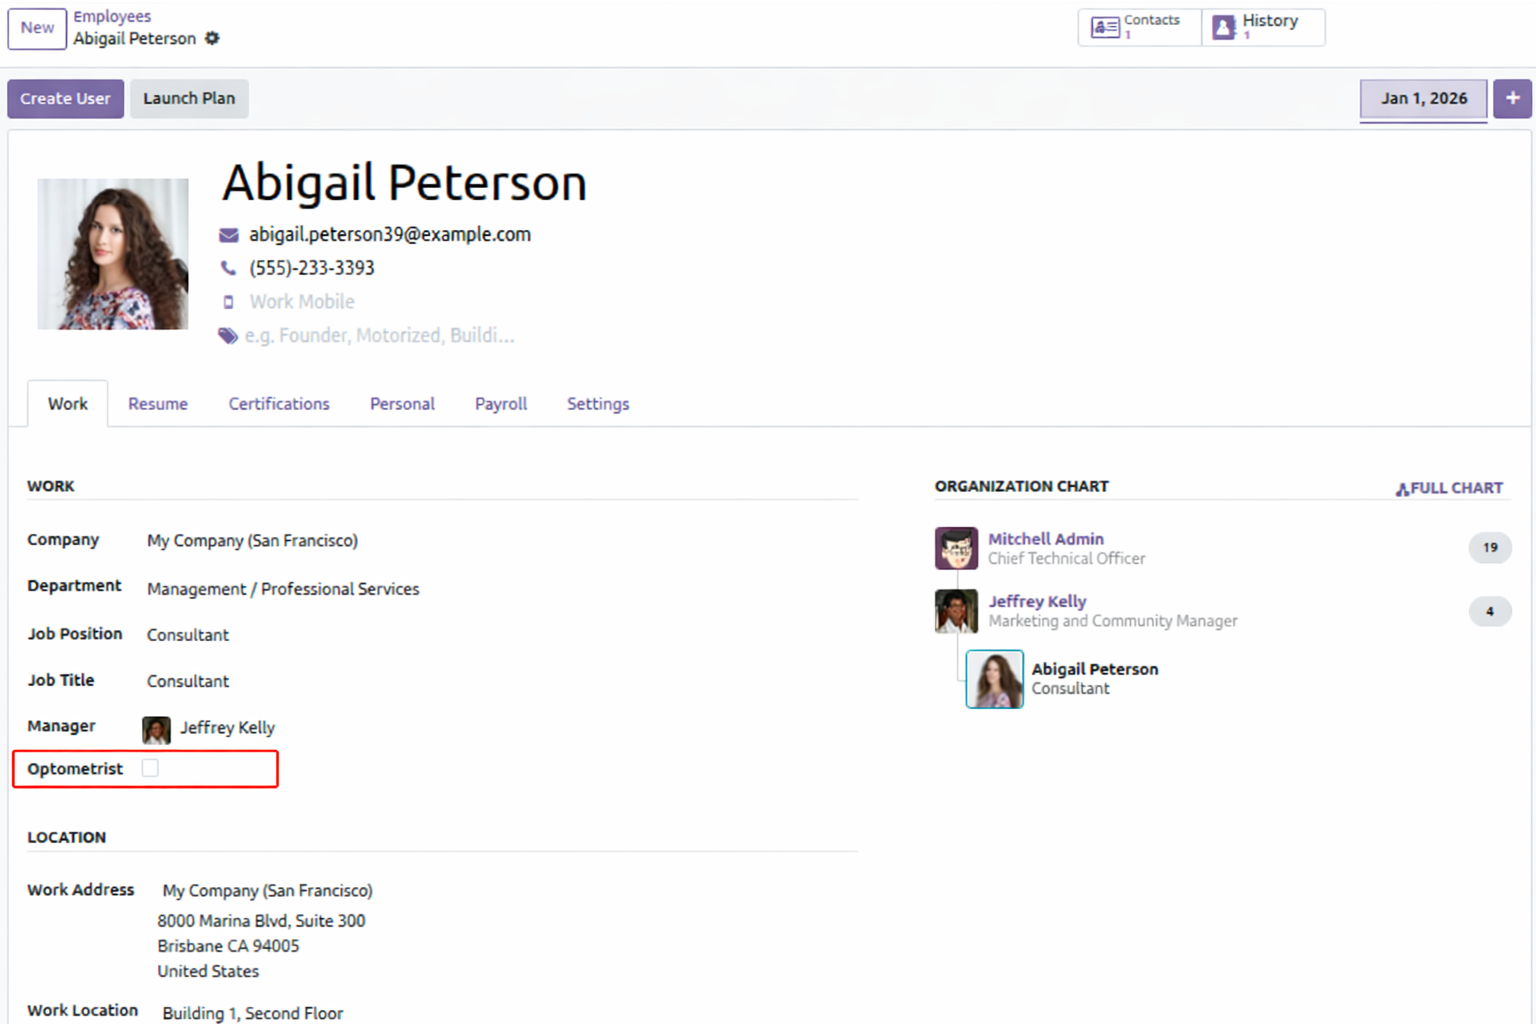 New
Employees
Abigail Peterson
Contacts
1
History
1
Create User
Launch Plan
Jan 1, 2026
+
Abigail Peterson
abigail.peterson39@example.com
(555)-233-3393
Work Mobile
e.g. Founder, Motorized, Buildi...
Work Resume Certifications Personal Payroll Settings
WORK
Company My Company (San Francisco)
Department Management / Professional Services
Job Position Consultant
Job Title Consultant
Manager Jeffrey Kelly
Optometrist
ORGANIZATION CHART FULL CHART
Mitchell Admin
Chief Technical Officer
19
Jeffrey Kelly
Marketing and Community Manager
4
Abigail Peterson
Consultant
LOCATION
Work Address My Company (San Francisco)
8000 Marina Blvd, Suite 300
Brisbane CA 94005
United States
Work Location Building 1, Second Floor